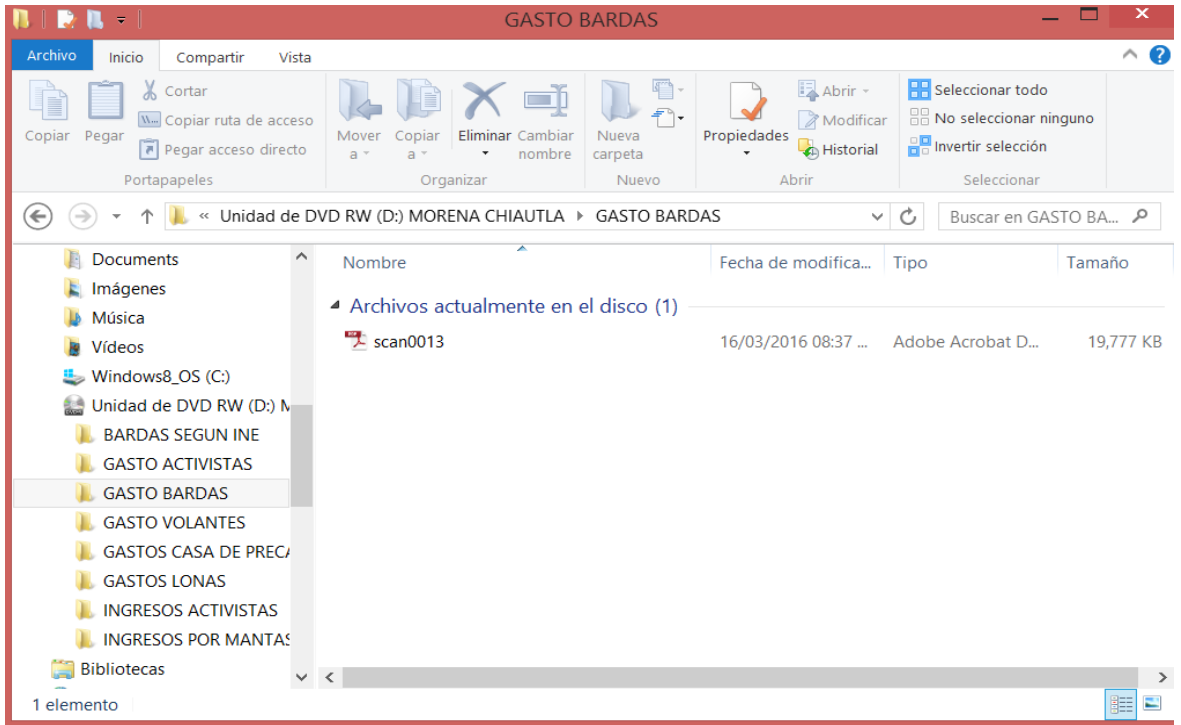 GASTO BARDAS
Archivo Inicio Compartir Vista
Copiar
Pegar
Cortar
Copiar ruta de acceso
Pegar acceso directo
Portapapeles
Mover a
Copiar a
Eliminar
Cambiar nombre
Organizar
Nueva carpeta
Nuevo
Propiedades
Abrir
Modificar
Historial
Abrir
Seleccionar todo
No seleccionar ninguno
Invertir selección
Seleccionar
« Unidad de DVD RW (D:) MORENA CHIAUTLA GASTO BARDAS
Buscar en GASTO BA...
Documents
Imágenes
Música
Vídeos
Windows8_OS (C:)
Unidad de DVD RW (D:) M
BARDAS SEGUN INE
GASTO ACTIVISTAS
GASTO BARDAS
GASTO VOLANTES
GASTOS CASA DE PRECA
GASTOS LONAS
INGRESOS ACTIVISTAS
INGRESOS POR MANTAS
Bibliotecas
Nombre Fecha de modifica... Tipo Tamaño
Archivos actualmente en el disco (1)
scan0013 16/03/2016 08:37 ... Adobe Acrobat D... 19,777 KB
1 elemento